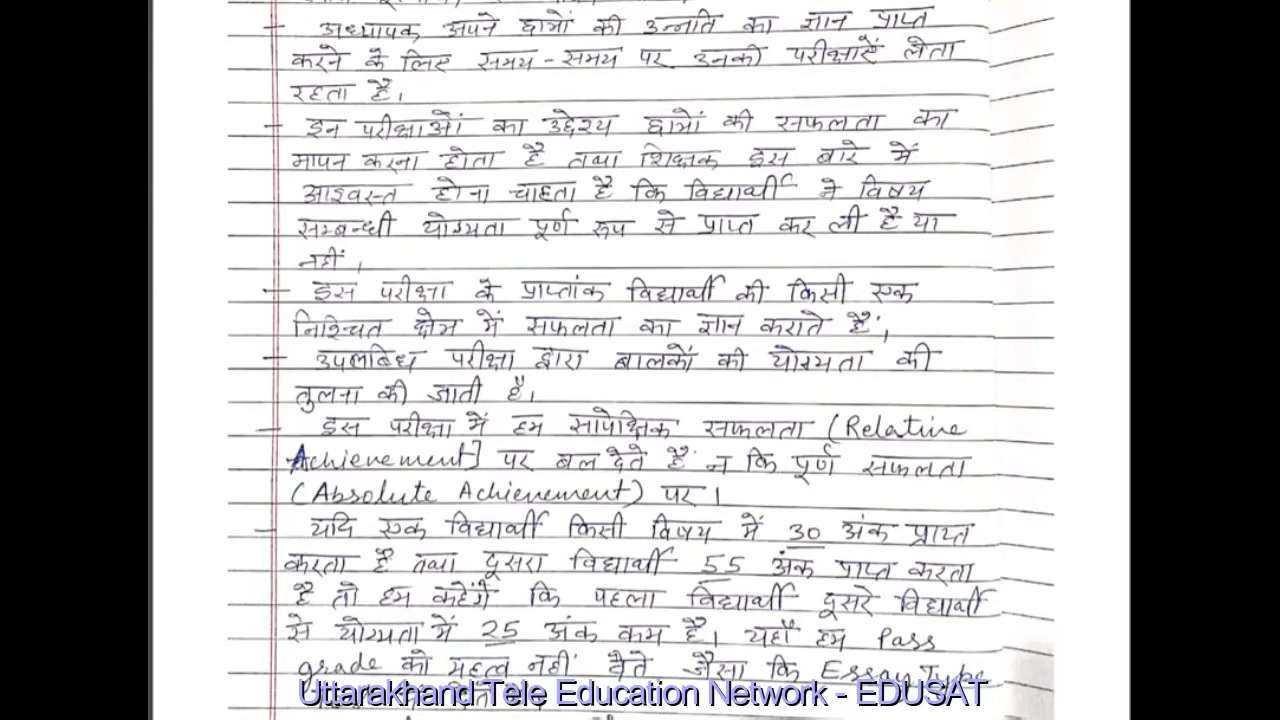 - अध्यापक अपने छात्रों की उन्नति का ज्ञान प्राप्त
करने के लिए समय-समय पर उनकी परीक्षाएँ लेता
रहता है।
- इन परीक्षाओं का उद्देश्य छात्रों की सफलता का
मापन करना होता है तथा शिक्षक इस बारे में
आश्वस्त होना चाहता है कि विद्यार्थी ने विषय
सम्बन्धी योग्यता पूर्ण रूप से प्राप्त कर ली है या
नहीं।
- इस परीक्षा के प्राप्तांक विद्यार्थी की किसी एक
निश्चित क्षेत्र में सफलता का ज्ञान कराते हैं,
- उपलब्धि परीक्षा द्वारा बालकों की योग्यता की
तुलना की जाती है।
- इस परीक्षा में हम सापेक्षिक सफलता (Relative
Achievement] पर बल देते हैं न कि पूर्ण सफलता
(Absolute Achievement) पर।
- यदि एक विद्यार्थी किसी विषय में 30 अंक प्राप्त
करता है तथा दूसरा विद्यार्थी 55 अंक प्राप्त करता
है तो हम कहेंगे कि पहला विद्यार्थी दूसरे विद्यार्थी
से योग्यता में 25 अंक कम है। यहाँ हम Pass
grade को महत्व नहीं देते जैसा कि Essay Type
Uttarakhand Tele Education Network - EDUSAT